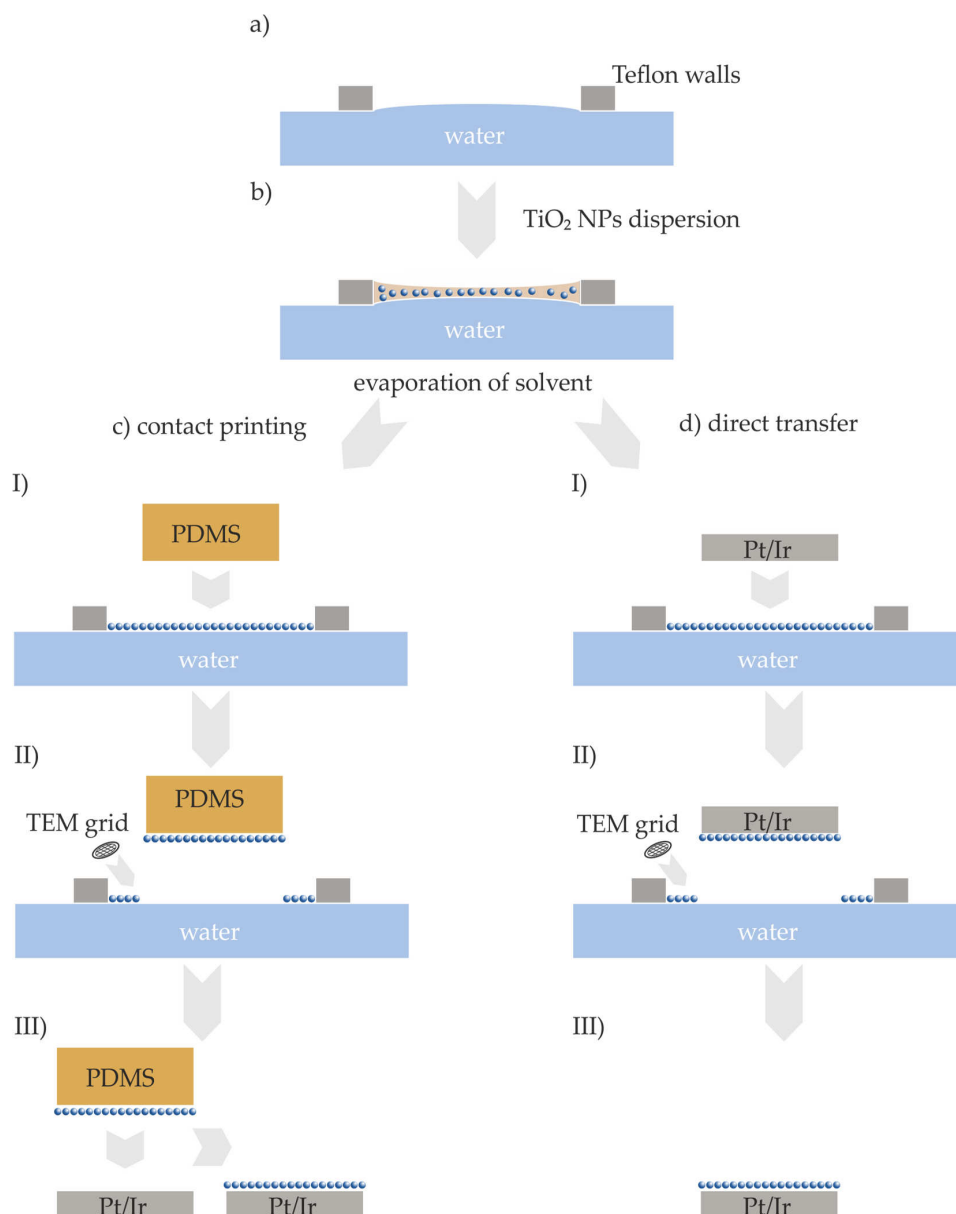 a)
Teflon walls
water
b)
TiO₂ NPs dispersion
water
evaporation of solvent
c) contact printing
d) direct transfer
I)
I)
PDMS
Pt/Ir
water
water
II)
II)
PDMS
Pt/Ir
TEM grid
TEM grid
water
water
III)
III)
PDMS
Pt/Ir
Pt/Ir
Pt/Ir